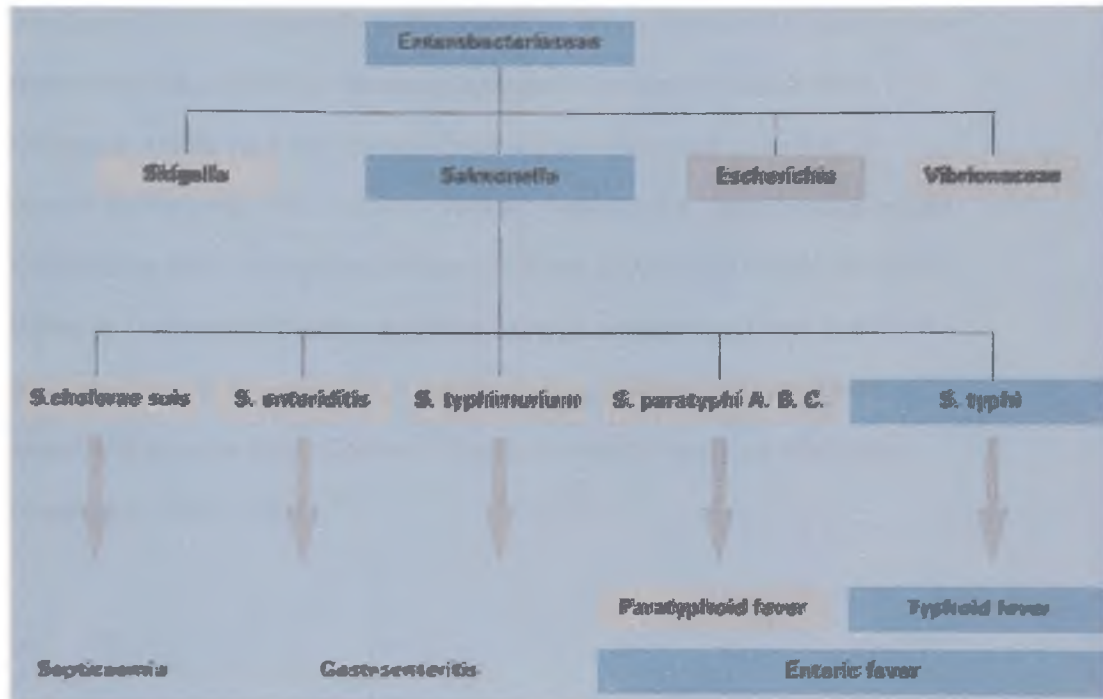 Enterobacteriaceae
Shigella Salmonella Escherichia Vibrionaceae
S.cholerae suis S. enteriditis S. typhimurium S. paratyphi A. B. C. S. typhi
Paratyphoid fever Typhoid fever
Septicaemia Gastroenteritis Enteric fever